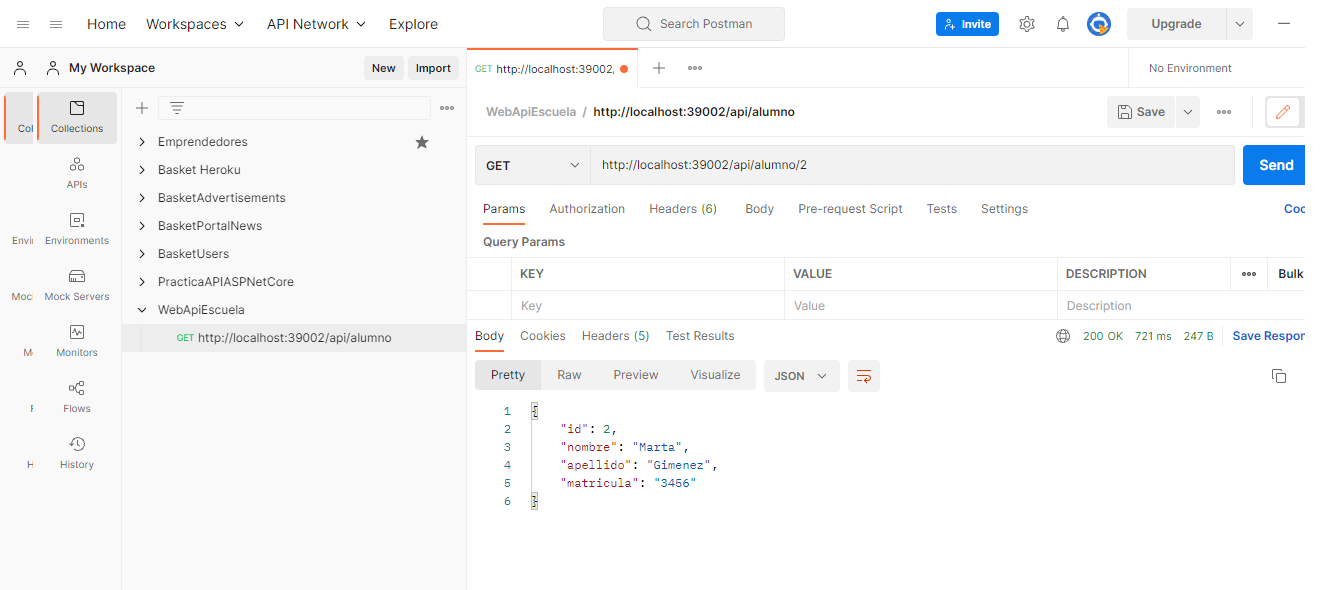 Home Workspaces API Network Explore Search Postman Invite Upgrade
My Workspace New Import GET http://localhost:39002, No Environment
Col Collections
APIs
Envi Environments
Moc Mock Servers
M Monitors
F Flows
H History
Emprendedores
Basket Heroku
BasketAdvertisements
BasketPortalNews
BasketUsers
PracticaAPIASPNetCore
WebApiEscuela
GET http://localhost:39002/api/alumno
WebApiEscuela / http://localhost:39002/api/alumno Save
GET http://localhost:39002/api/alumno/2 Send
Params Authorization Headers (6) Body Pre-request Script Tests Settings Coo
Query Params
KEY VALUE DESCRIPTION Bulk
Key Value Description
Body Cookies Headers (5) Test Results 200 OK 721 ms 247 B Save Respon
Pretty Raw Preview Visualize JSON
1 {
2 "id": 2,
3 "nombre": "Marta",
4 "apellido": "Gimenez",
5 "matricula": "3456"
6 }